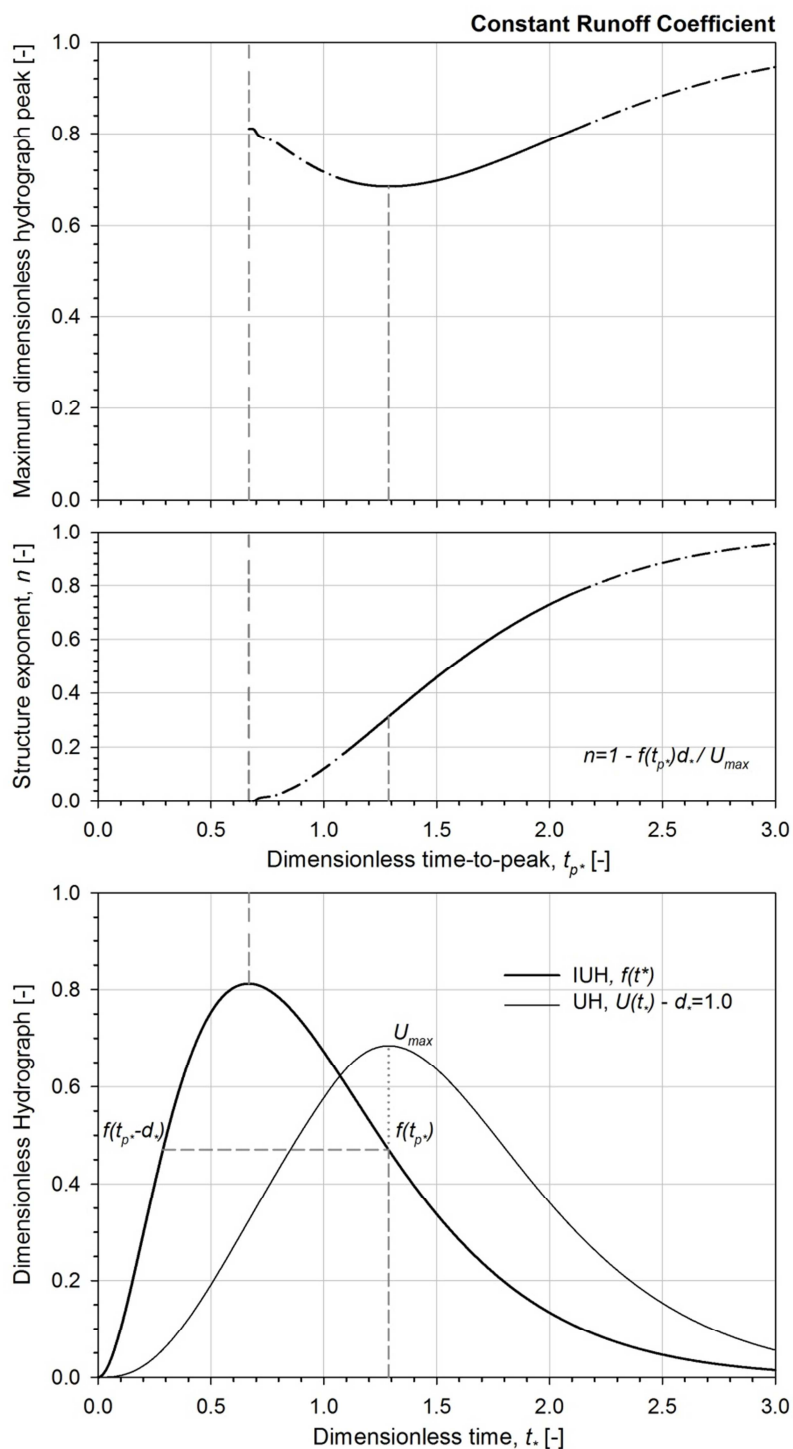 Constant Runoff Coefficient
Maximum dimensionless hydrograph peak [-]
1.0
0.8
0.6
0.4
0.2
0.0
Structure exponent, n [-]
1.0
0.8
0.6
0.4
0.2
0.0
n=1 - f(tp*)d*/ Umax
0.0 0.5 1.0 1.5 2.0 2.5 3.0
Dimensionless time-to-peak, tp* [-]
Dimensionless Hydrograph [-]
1.0
0.8
0.6
0.4
0.2
0.0
IUH, f(t*)
UH, U(t*) - d*=1.0
Umax
f(tp*-d*)
f(tp*)
0.0 0.5 1.0 1.5 2.0 2.5 3.0
Dimensionless time, t* [-]